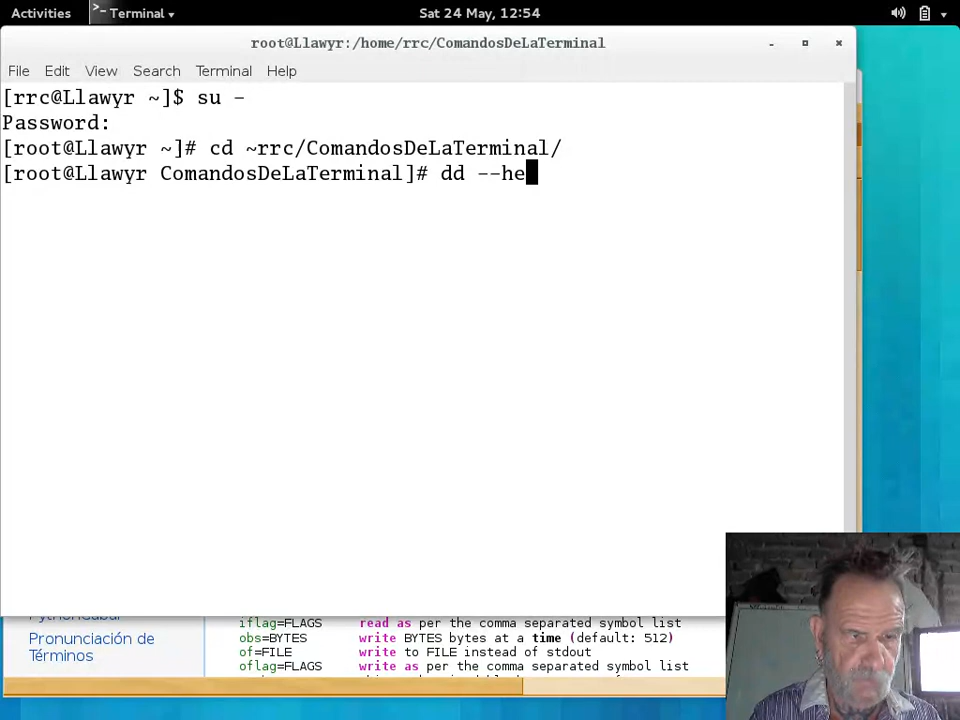 Activities
Terminal
Sat 24 May, 12:54
root@Llawyr:/home/rrc/ComandosDeLaTerminal
File Edit View Search Terminal Help
[rrc@Llawyr ~]$ su -
Password:
[root@Llawyr ~]# cd ~rrc/ComandosDeLaTerminal/
[root@Llawyr ComandosDeLaTerminal]# dd --he
Pronunciación de
Términos
iflag=FLAGS read as per the comma separated symbol list
obs=BYTES write BYTES bytes at a time (default: 512)
of=FILE write to FILE instead of stdout
oflag=FLAGS write as per the comma separated symbol list